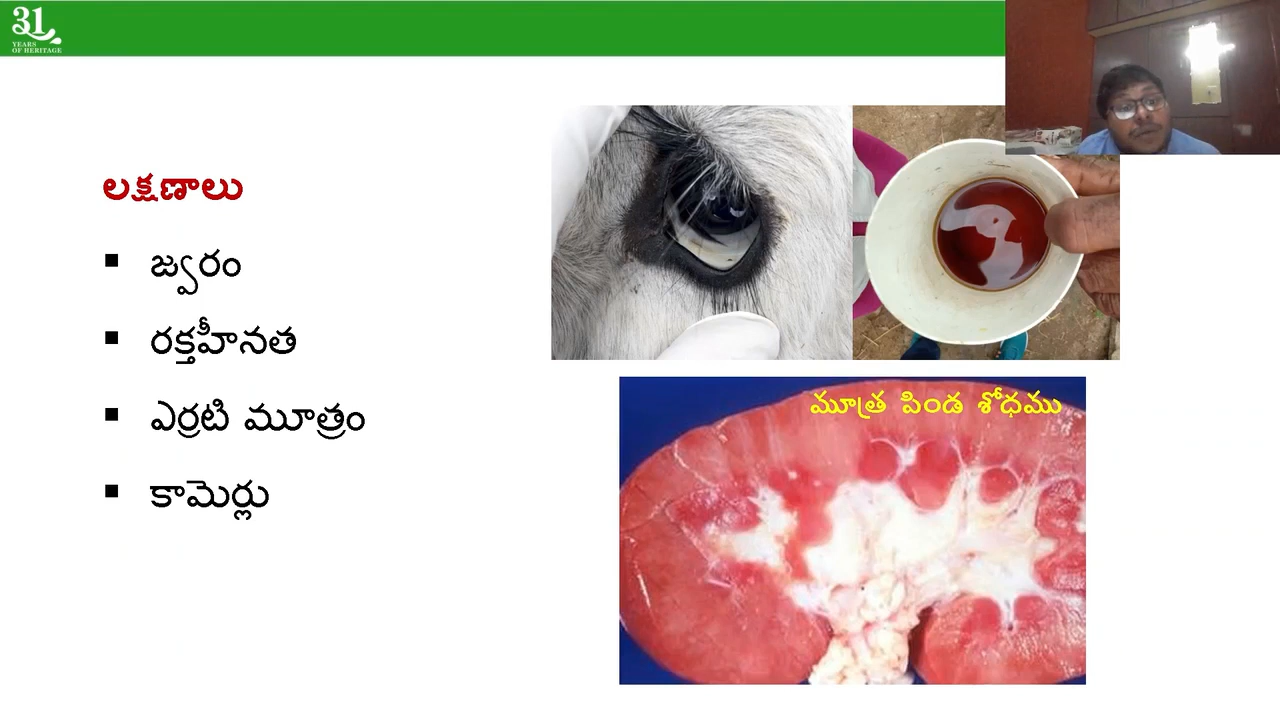 31
YEARS
OF HERITAGE
లక్షణాలు
జ్వరం
రక్తహీనత
ఎర్రటి మూత్రం
కామెర్లు
మూత్ర పిండ శోధము